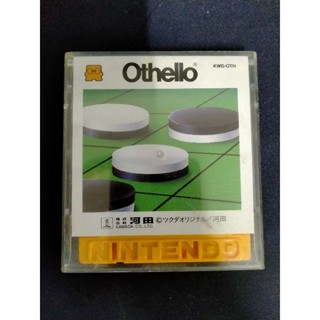 Othello®
KWD-OTH
株式会社 河田 ©ツクダオリジナル／河田
KAWADA CO., LTD.
NINTENDO